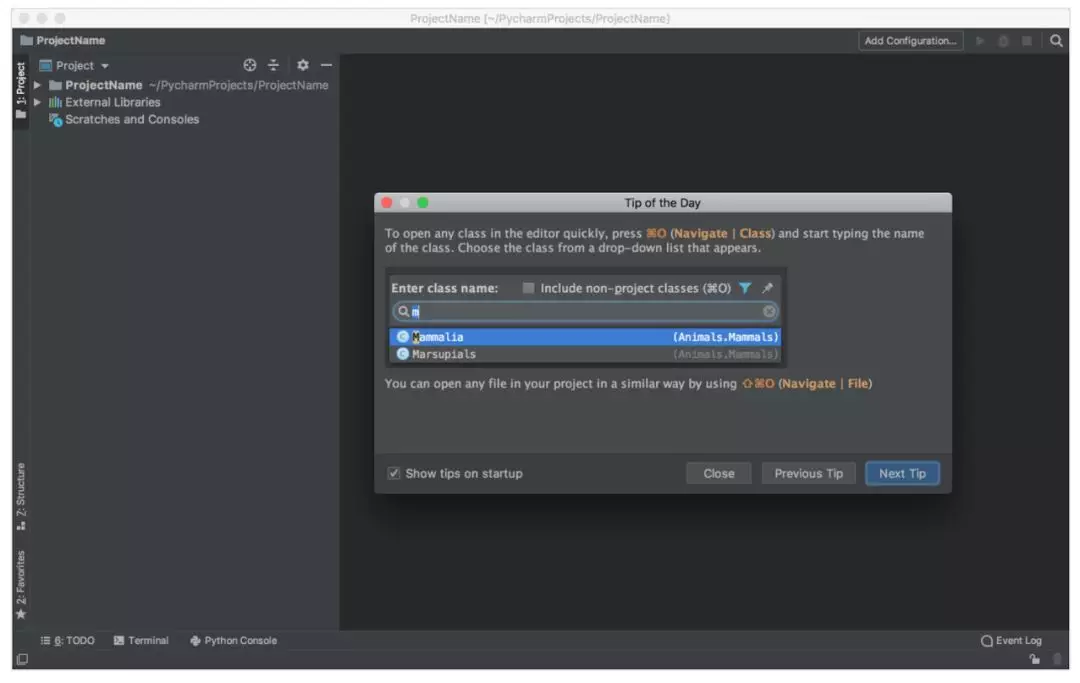 ProjectName [~/PycharmProjects/ProjectName]
ProjectName
Add Configuration...
1: Project
Project
ProjectName ~/PycharmProjects/ProjectName
External Libraries
Scratches and Consoles
Tip of the Day
To open any class in the editor quickly, press ⌘O (Navigate | Class) and start typing the name
of the class. Choose the class from a drop-down list that appears.
Enter class name: Include non-project classes (⌘O)
m
Mammalia (Animals.Mammals)
Marsupials (Animals.Mammals)
You can open any file in your project in a similar way by using ⇧⌘O (Navigate | File)
Show tips on startup
Close
Previous Tip
Next Tip
7: Structure
2: Favorites
6: TODO
Terminal
Python Console
Event Log